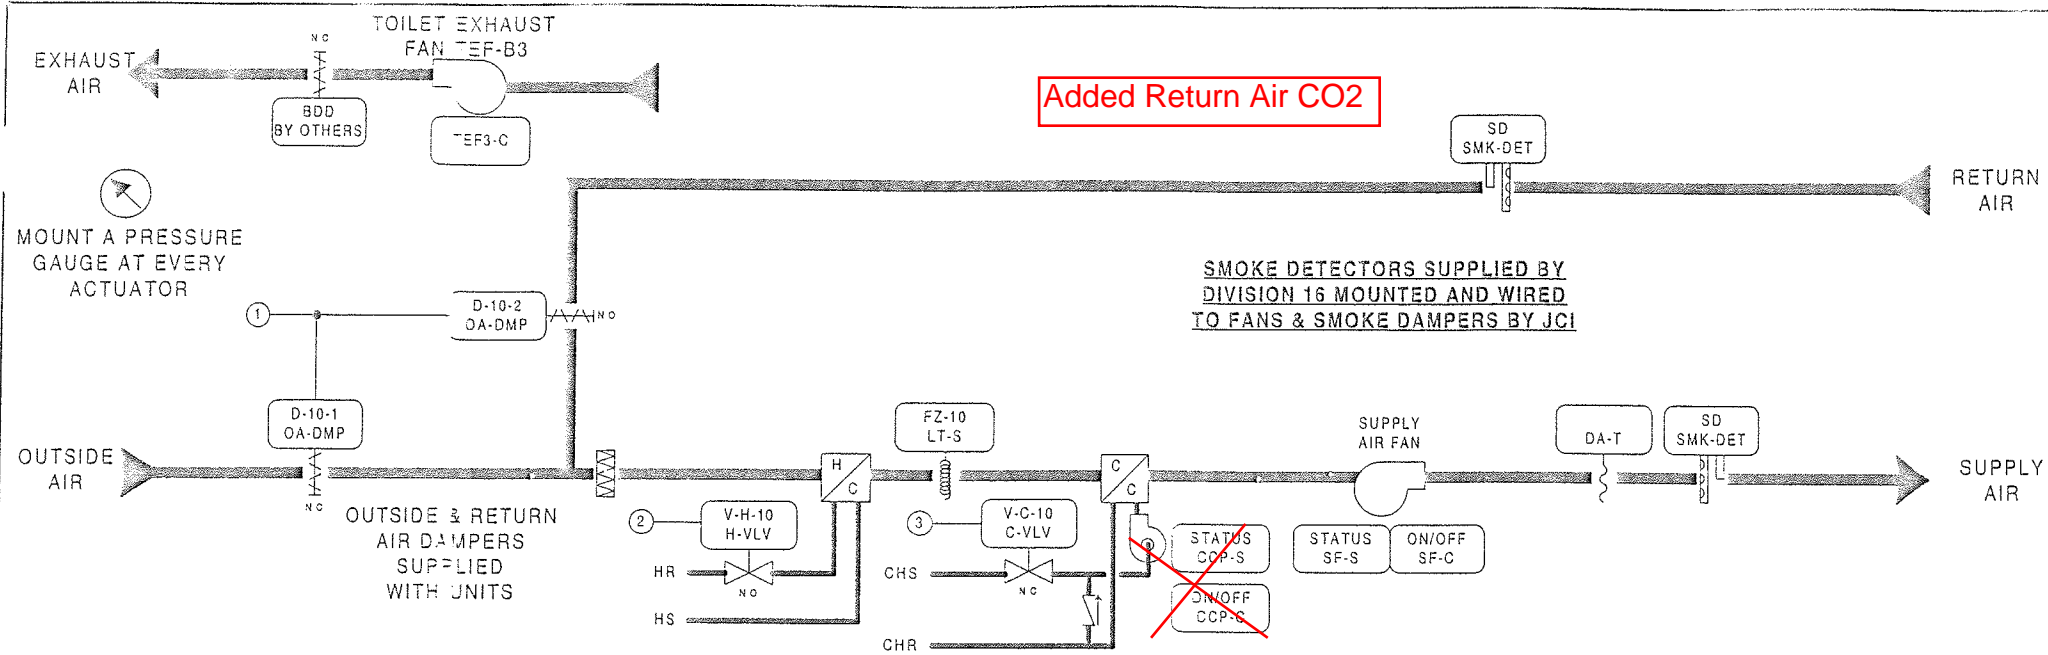 TOILET EXHAUST
FAN TEF-B3
NC
EXHAUST
AIR
BDD
BY OTHERS
TEF3-C
Added Return Air CO2
SD
SMK-DET
RETURN
AIR
MOUNT A PRESSURE
GAUGE AT EVERY
ACTUATOR
SMOKE DETECTORS SUPPLIED BY
DIVISION 16 MOUNTED AND WIRED
TO FANS & SMOKE DAMPERS BY JCI
1
D-10-2
OA-DMP
NO
D-10-1
OA-DMP
NC
OUTSIDE
AIR
OUTSIDE & RETURN
AIR DAMPERS
SUPPLIED
WITH UNITS
H
C
FZ-10
LT-S
C
C
SUPPLY
AIR FAN
DA-T
SD
SMK-DET
SUPPLY
AIR
2
V-H-10
H-VLV
HR
NO
HS
3
V-C-10
C-VLV
CHS
NC
CHR
STATUS
CCP-S
ON/OFF
CCP-C
STATUS
SF-S
ON/OFF
SF-C